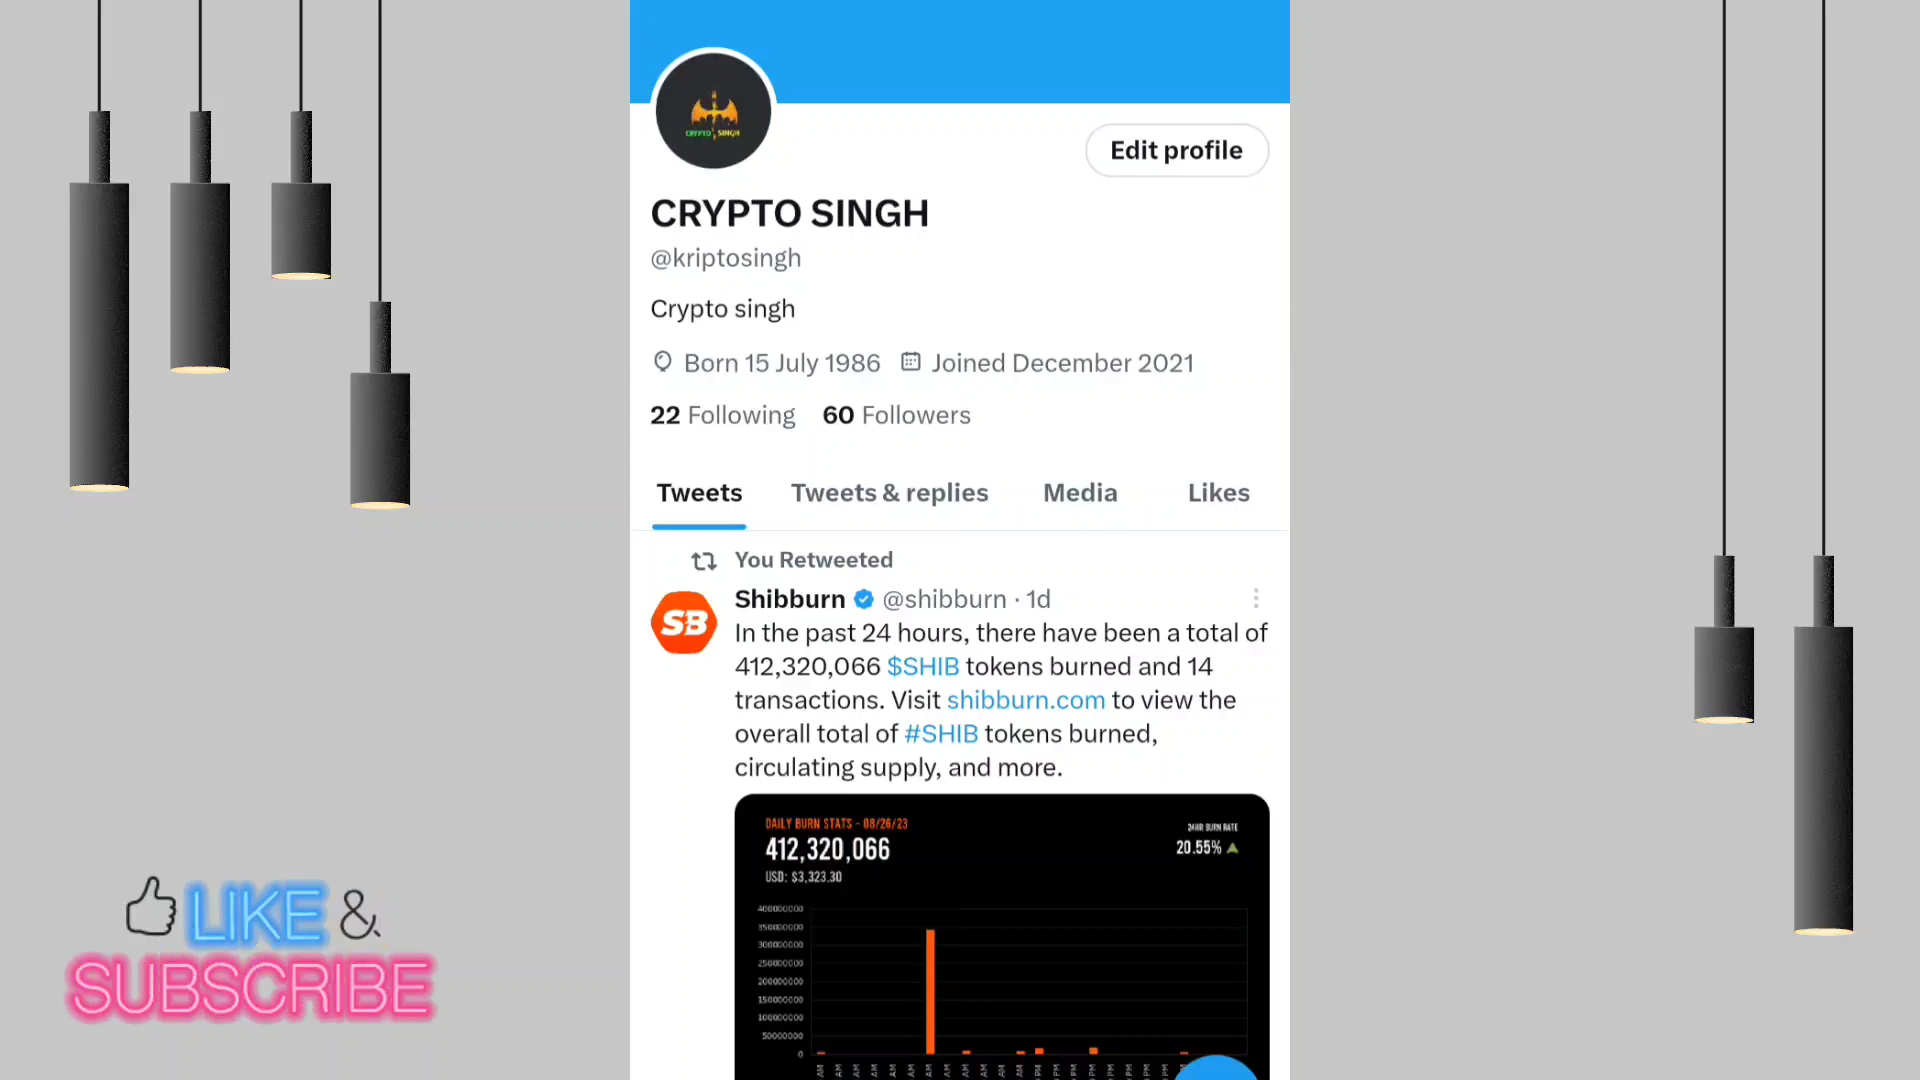 CRYPTO SINGH
Edit profile
CRYPTO SINGH
@kriptosingh
Crypto singh
Born 15 July 1986 Joined December 2021
22 Following 60 Followers
Tweets Tweets & replies Media Likes
You Retweeted
Shibburn @shibburn · 1d
SB
In the past 24 hours, there have been a total of
412,320,066 $SHIB tokens burned and 14
transactions. Visit shibburn.com to view the
overall total of #SHIB tokens burned,
circulating supply, and more.
DAILY BURN STATS - 08/26/23
24HR BURN RATE
412,320,066
20.55%
USD: $3,323.30
400000000
350000000
300000000
250000000
200000000
150000000
100000000
50000000
0
LIKE &
SUBSCRIBE